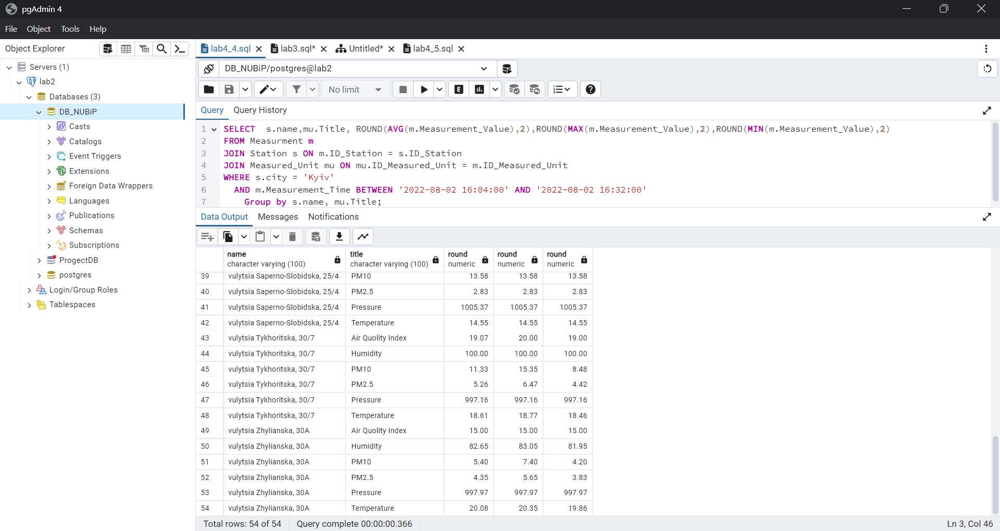 pgAdmin 4
File Object Tools Help
Object Explorer
lab4_4.sql lab3.sql* Untitled* lab4_5.sql
Servers (1)
lab2
Databases (3)
DB_NUBiP
Casts
Catalogs
Event Triggers
Extensions
Foreign Data Wrappers
Languages
Publications
Schemas
Subscriptions
ProgectDB
postgres
Login/Group Roles
Tablespaces
DB_NUBiP/postgres@lab2
No limit
E
Query Query History
1 SELECT s.name,mu.Title, ROUND(AVG(m.Measurement_Value),2),ROUND(MAX(m.Measurement_Value),2),ROUND(MIN(m.Measurement_Value),2)
2 FROM Measurment m
3 JOIN Station s ON m.ID_Station = s.ID_Station
4 JOIN Measured_Unit mu ON mu.ID_Measured_Unit = m.ID_Measured_Unit
5 WHERE s.city = 'Kyiv'
6 AND m.Measurement_Time BETWEEN '2022-08-02 16:04:00' AND '2022-08-02 16:32:00'
7 Group by s.name, mu.Title;
Data Output Messages Notifications
name title round round round
character varying (100) character varying (100) numeric numeric numeric
39 vulytsia Saperno-Slobidska, 25/4 PM10 13.58 13.58 13.58
40 vulytsia Saperno-Slobidska, 25/4 PM2.5 2.83 2.83 2.83
41 vulytsia Saperno-Slobidska, 25/4 Pressure 1005.37 1005.37 1005.37
42 vulytsia Saperno-Slobidska, 25/4 Temperature 14.55 14.55 14.55
43 vulytsia Tykhoritska, 30/7 Air Quolity Index 19.07 20.00 19.00
44 vulytsia Tykhoritska, 30/7 Humidity 100.00 100.00 100.00
45 vulytsia Tykhoritska, 30/7 PM10 11.33 15.35 8.48
46 vulytsia Tykhoritska, 30/7 PM2.5 5.26 6.47 4.42
47 vulytsia Tykhoritska, 30/7 Pressure 997.16 997.16 997.16
48 vulytsia Tykhoritska, 30/7 Temperature 18.61 18.77 18.46
49 vulytsia Zhylianska, 30A Air Quolity Index 15.00 15.00 15.00
50 vulytsia Zhylianska, 30A Humidity 82.65 83.05 81.95
51 vulytsia Zhylianska, 30A PM10 5.40 7.40 4.20
52 vulytsia Zhylianska, 30A PM2.5 4.35 5.65 3.83
53 vulytsia Zhylianska, 30A Pressure 997.97 997.97 997.97
54 vulytsia Zhylianska, 30A Temperature 20.08 20.35 19.86
Total rows: 54 of 54 Query complete 00:00:00.366 Ln 3, Col 46